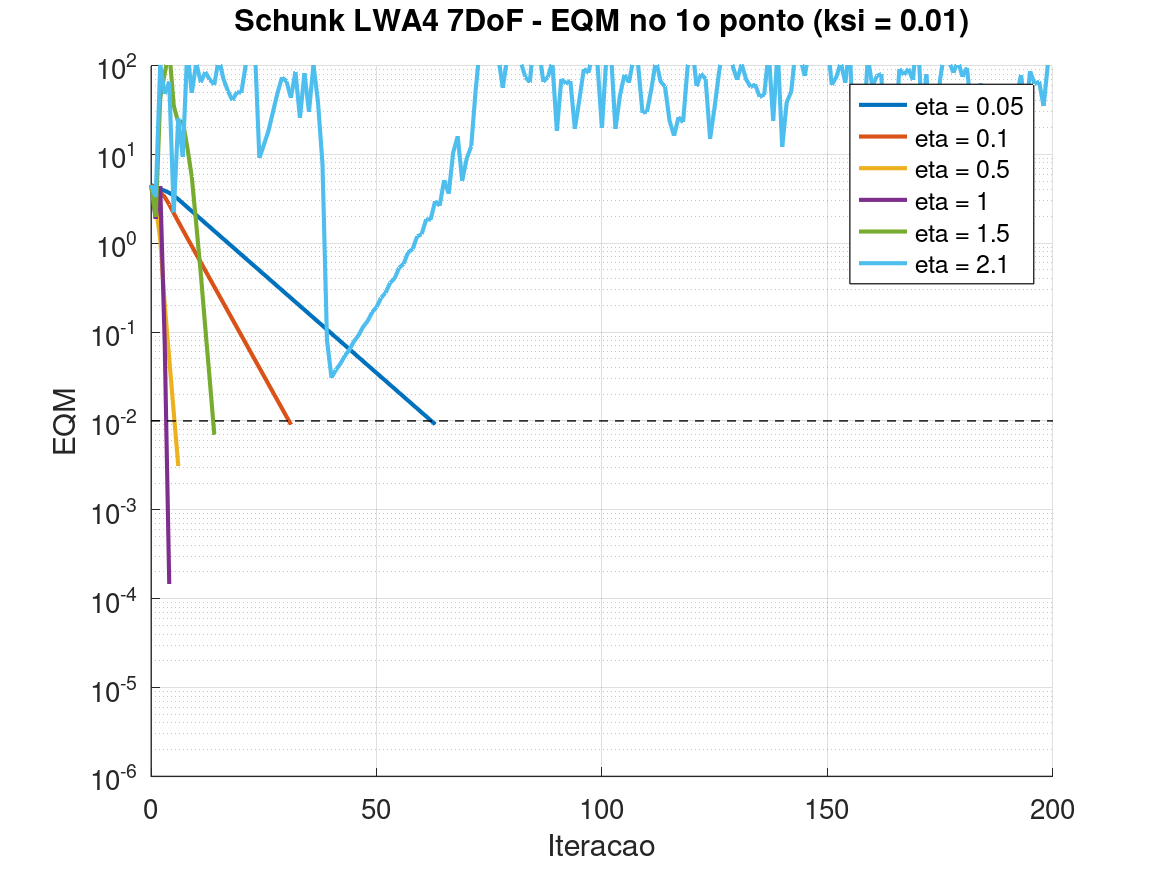 Schunk LWA4 7DoF - EQM no 1o ponto (ksi = 0.01)
10^2
10^1
10^0
10^-1
10^-2
10^-3
10^-4
10^-5
10^-6
EQM
eta = 0.05
eta = 0.1
eta = 0.5
eta = 1
eta = 1.5
eta = 2.1
0 50 100 150 200
Iteracao